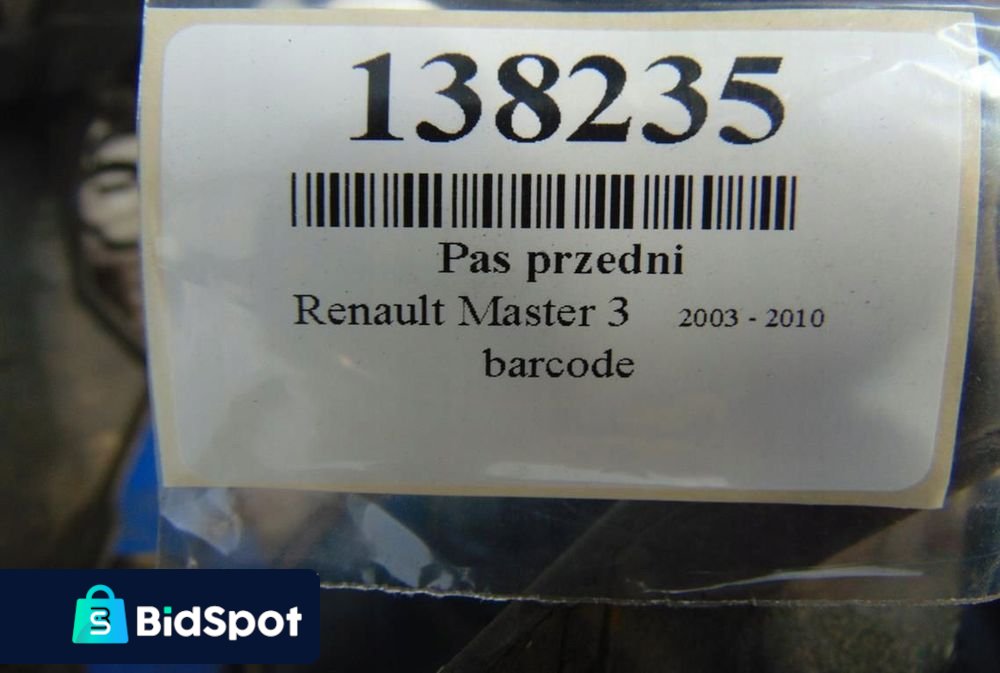 138235
Pas przedni
Renault Master 3 2003 - 2010
barcode
BidSpot